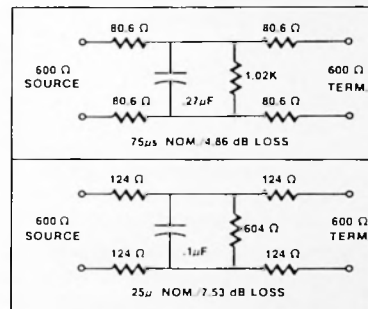 80.6 Ω 80.6 Ω
600 Ω SOURCE .27µF 1.02K 600 Ω TERM.
80.6 Ω 80.6 Ω
75µs NOM./4.86 dB LOSS
124 Ω 124 Ω
600 Ω SOURCE .1µF 604 Ω 600 Ω TERM.
124 Ω 124 Ω
25µ NOM./7.53 dB LOSS